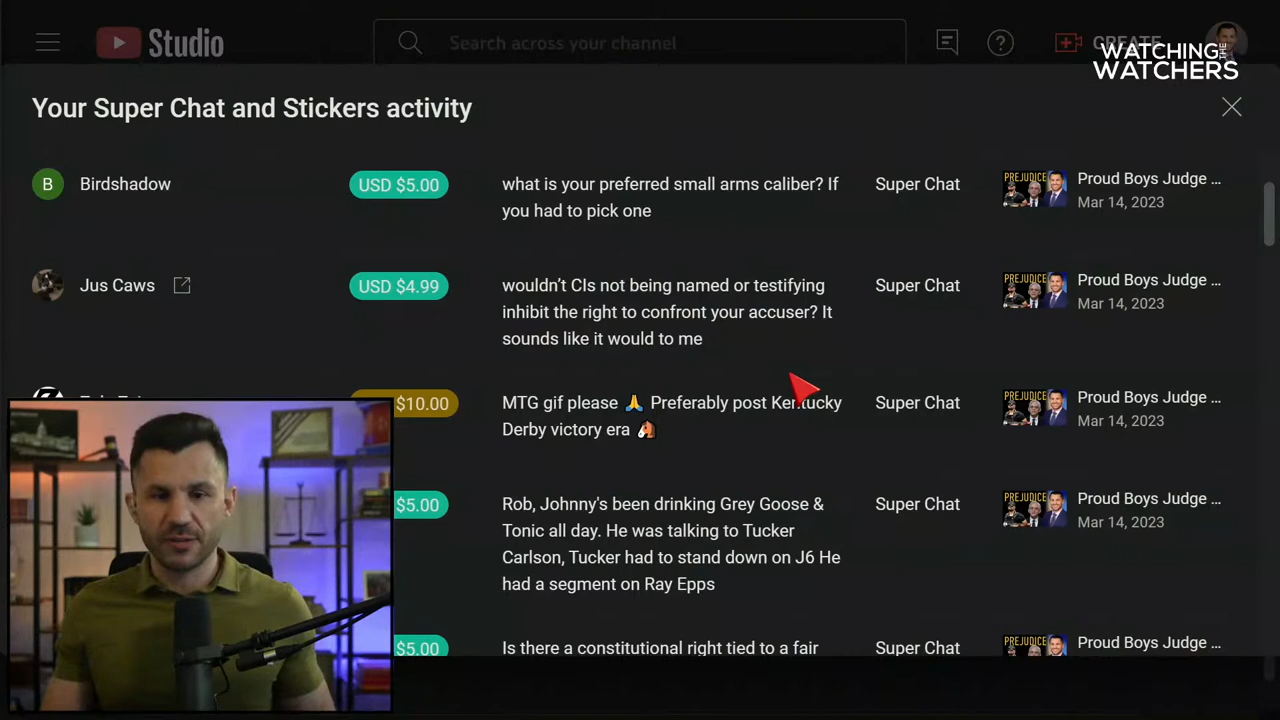 Studio
Search across your channel
CREATE
WATCHING THE
WATCHERS
Your Super Chat and Stickers activity
B
Birdshadow
USD $5.00
what is your preferred small arms caliber? If
you had to pick one
Super Chat
PREJUDICE
Proud Boys Judge ...
Mar 14, 2023
Jus Caws
USD $4.99
wouldn’t CIs not being named or testifying
inhibit the right to confront your accuser? It
sounds like it would to me
Super Chat
PREJUDICE
Proud Boys Judge ...
Mar 14, 2023
$10.00
MTG gif please 🙏 Preferably post Kentucky
Derby victory era 🐴
Super Chat
PREJUDICE
Proud Boys Judge ...
Mar 14, 2023
$5.00
Rob, Johnny's been drinking Grey Goose &
Tonic all day. He was talking to Tucker
Carlson, Tucker had to stand down on J6 He
had a segment on Ray Epps
Super Chat
PREJUDICE
Proud Boys Judge ...
Mar 14, 2023
$5.00
Is there a constitutional right tied to a fair
Super Chat
PREJUDICE
Proud Boys Judge ...